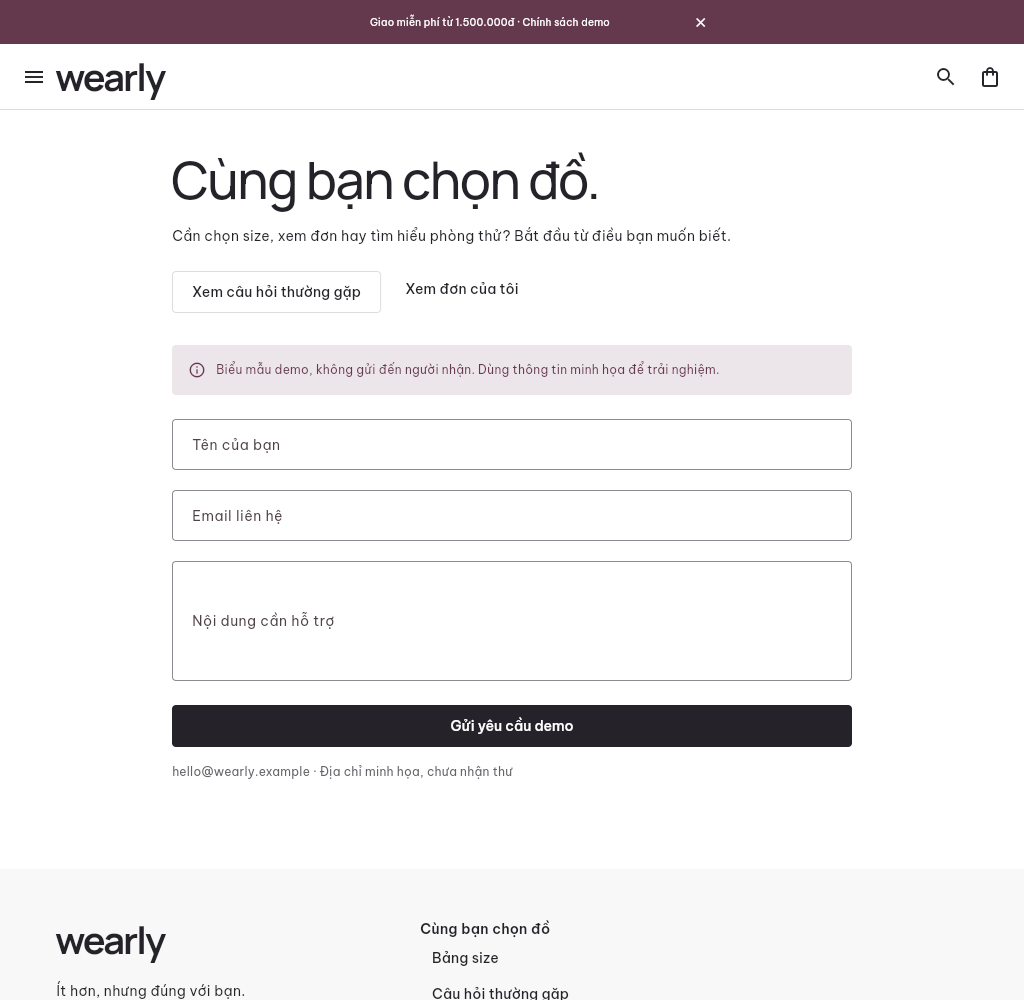 Giao miễn phí từ 1.500.000đ · Chính sách demo
wearly
Cùng bạn chọn đồ.
Cần chọn size, xem đơn hay tìm hiểu phòng thử? Bắt đầu từ điều bạn muốn biết.
Xem câu hỏi thường gặp
Xem đơn của tôi
Biểu mẫu demo, không gửi đến người nhận. Dùng thông tin minh họa để trải nghiệm.
Tên của bạn
Email liên hệ
Nội dung cần hỗ trợ
Gửi yêu cầu demo
hello@wearly.example · Địa chỉ minh họa, chưa nhận thư
wearly
Ít hơn, nhưng đúng với bạn.
Cùng bạn chọn đồ
Bảng size
Câu hỏi thường gặp